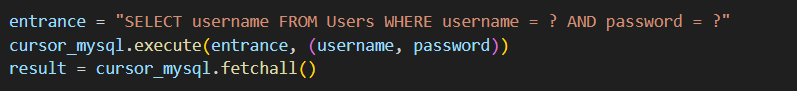 entrance = "SELECT username FROM Users WHERE username = ? AND password = ?"
cursor_mysql.execute(entrance, (username, password))
result = cursor_mysql.fetchall()